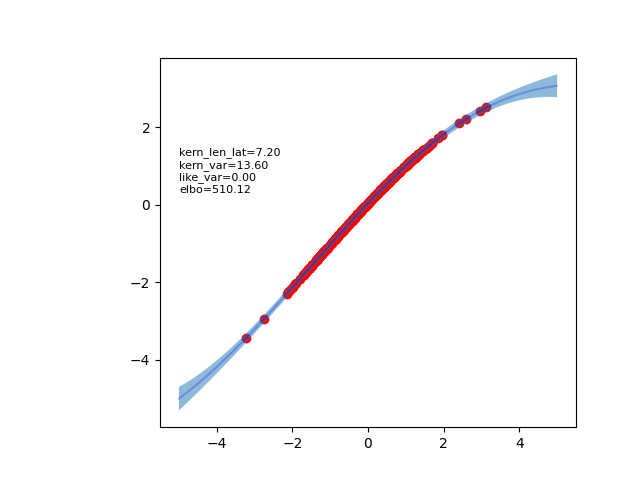 2
0
−2
−4
kern_len_lat=7.20
kern_var=13.60
like_var=0.00
elbo=510.12
−4
−2
0
2
4